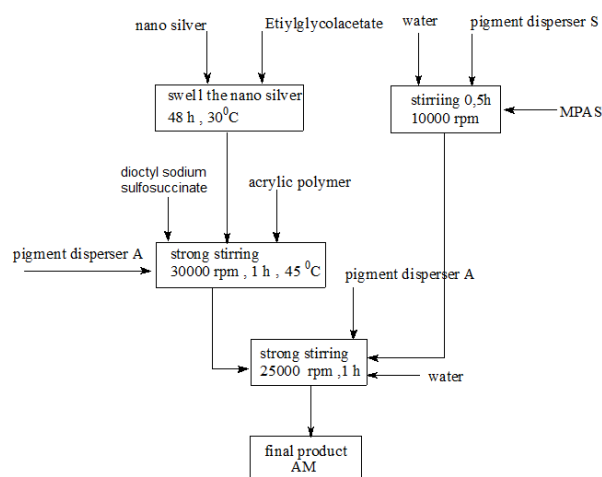 nano silver
Etiylglycolacetate
water
pigment disperser S
swell the nano silver
48 h , 30⁰C
stirriing 0,5h
10000 rpm
MPAS
dioctyl sodium
sulfosuccinate
acrylic polymer
pigment disperser A
strong stirring
30000 rpm , 1 h , 45 ⁰C
pigment disperser A
strong stirring
25000 rpm ,1 h
water
final product
AM